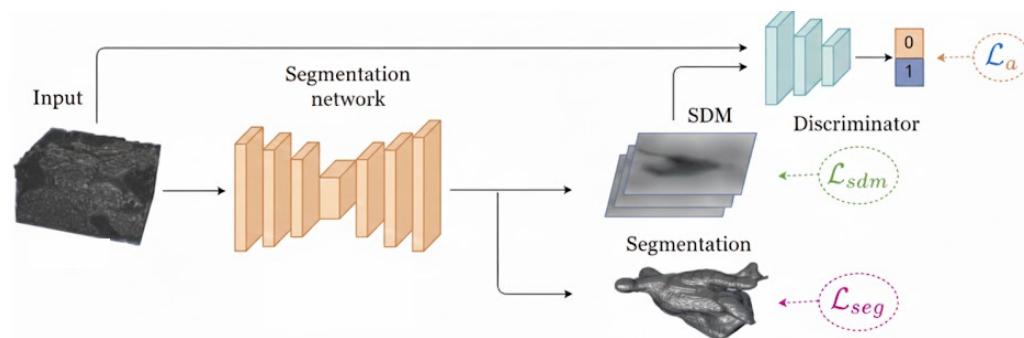 Input
Segmentation
network
SDM
Segmentation
Discriminator
0
1
ℒa
ℒsdm
ℒseg